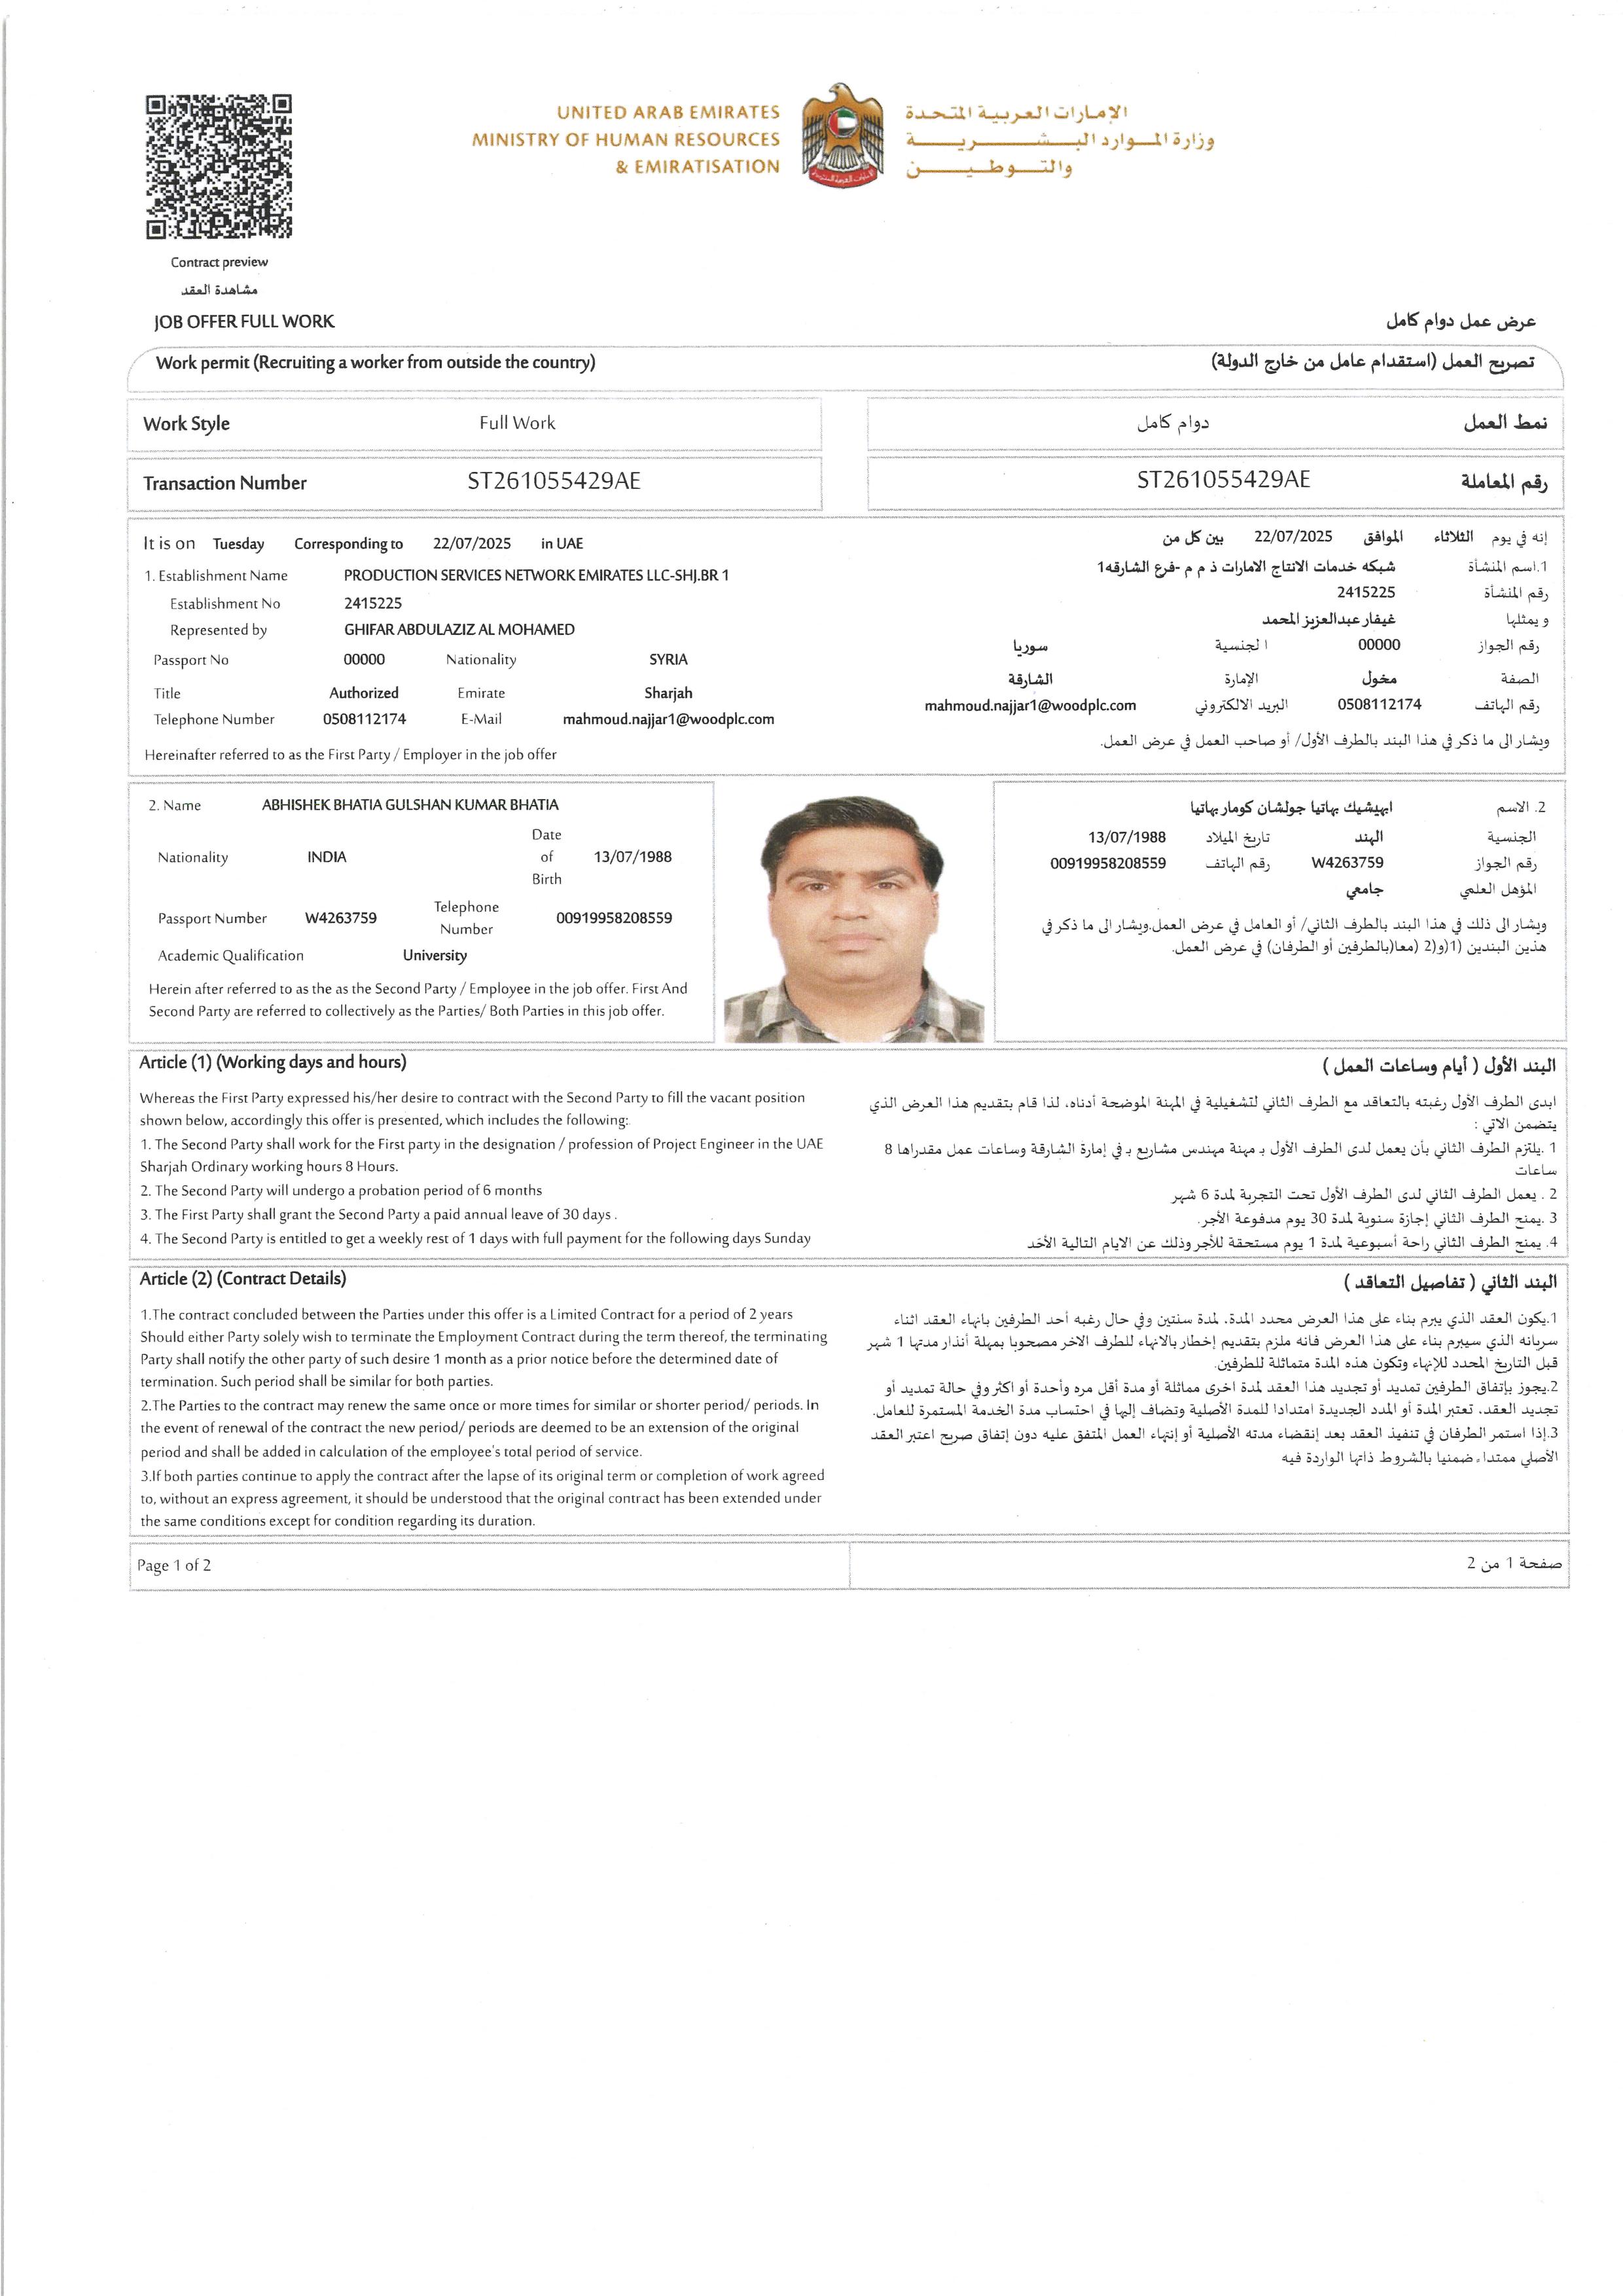 UNITED ARAB EMIRATES
MINISTRY OF HUMAN RESOURCES
& EMIRATISATION
الإمارات العربية المتحدة
وزارة الموارد البشرية
والتوطين
Contract preview
مشاهدة العقد
JOB OFFER FULL WORK
عرض عمل دوام كامل
Work permit (Recruiting a worker from outside the country)
تصريح العمل (استقدام عامل من خارج الدولة)
Work Style Full Work
نمط العمل دوام كامل
Transaction Number ST261055429AE
رقم المعاملة ST261055429AE
It is on Tuesday Corresponding to 22/07/2025 in UAE
1. Establishment Name PRODUCTION SERVICES NETWORK EMIRATES LLC-SHJ.BR 1
Establishment No 2415225
Represented by GHIFAR ABDULAZIZ AL MOHAMED
Passport No 00000 Nationality SYRIA
Title Authorized Emirate Sharjah
Telephone Number 0508112174 E-Mail mahmoud.najjar1@woodplc.com
Hereinafter referred to as the First Party / Employer in the job offer
إنه في يوم الثلاثاء الموافق 22/07/2025 بين كل من
1.اسم المنشأة شبكه خدمات الانتاج الامارات ذ م م -فرع الشارقه1
رقم المنشأة 2415225
و يمثلها غيفار عبدالعزيز المحمد
رقم الجواز 00000 ا لجنسية سوريا
الصفة مخول الإمارة الشارقة
رقم الهاتف 0508112174 البريد الالكتروني mahmoud.najjar1@woodplc.com
ويشار الى ما ذكر في هذا البند بالطرف الأول/ أو صاحب العمل في عرض العمل.
2. Name ABHISHEK BHATIA GULSHAN KUMAR BHATIA
Nationality INDIA Date of Birth 13/07/1988
Passport Number W4263759 Telephone Number 00919958208559
Academic Qualification University
Herein after referred to as the as the Second Party / Employee in the job offer. First And
Second Party are referred to collectively as the Parties/ Both Parties in this job offer.
2. الاسم ابهيشيك بهاتيا جولشان كومار بهاتيا
الجنسية الهند تاريخ الميلاد 13/07/1988
رقم الجواز W4263759 رقم الهاتف 00919958208559
المؤهل العلمي جامعي
ويشار الى ذلك في هذا البند بالطرف الثاني/ أو العامل في عرض العمل.ويشار الى ما ذكر في
هذين البندين (1(و(2 (معا(بالطرفين أو الطرفان) في عرض العمل.
Article (1) (Working days and hours)
Whereas the First Party expressed his/her desire to contract with the Second Party to fill the vacant position
shown below, accordingly this offer is presented, which includes the following:
1. The Second Party shall work for the First party in the designation / profession of Project Engineer in the UAE
Sharjah Ordinary working hours 8 Hours.
2. The Second Party will undergo a probation period of 6 months
3. The First Party shall grant the Second Party a paid annual leave of 30 days .
4. The Second Party is entitled to get a weekly rest of 1 days with full payment for the following days Sunday
البند الأول ( أيام وساعات العمل )
ابدى الطرف الأول رغبته بالتعاقد مع الطرف الثاني لتشغيلية في المهنة الموضحة أدناه، لذا قام بتقديم هذا العرض الذي
يتضمن الآتي :
1 .يلتزم الطرف الثاني بأن يعمل لدى الطرف الأول بـ مهنة مهندس مشاريع بـ في إمارة الشارقة وساعات عمل مقدراها 8
ساعات
2 . يعمل الطرف الثاني لدى الطرف الأول تحت التجربة لمدة 6 شهر
3 .يمنح الطرف الثاني إجازة سنوية لمدة 30 يوم مدفوعة الأجر.
4. يمنح الطرف الثاني راحة أسبوعية لمدة 1 يوم مستحقة للأجر وذلك عن الايام التالية الأحد
Article (2) (Contract Details)
1.The contract concluded between the Parties under this offer is a Limited Contract for a period of 2 years
Should either Party solely wish to terminate the Employment Contract during the term thereof, the terminating
Party shall notify the other party of such desire 1 month as a prior notice before the determined date of
termination. Such period shall be similar for both parties.
2.The Parties to the contract may renew the same once or more times for similar or shorter period/ periods. In
the event of renewal of the contract the new period/ periods are deemed to be an extension of the original
period and shall be added in calculation of the employee's total period of service.
3.If both parties continue to apply the contract after the lapse of its original term or completion of work agreed
to, without an express agreement, it should be understood that the original contract has been extended under
the same conditions except for condition regarding its duration.
البند الثاني ( تفاصيل التعاقد )
1.يكون العقد الذي يبرم بناء على هذا العرض محدد المدة، لمدة سنتين وفي حال رغبه أحد الطرفين بانهاء العقد اثناء
سريانه الذي سيبرم بناء على هذا العرض فانه ملزم بتقديم إخطار بالانهاء للطرف الاخر مصحوبا بمهلة أنذار مدتها 1 شهر
قبل التاريخ المحدد للإنهاء وتكون هذه المدة متماثلة للطرفين.
2.يجوز بإتفاق الطرفين تمديد أو تجديد هذا العقد لمدة اخرى مماثلة أو مدة أقل مره وأحدة أو اكثر وفي حالة تمديد أو
تجديد العقد، تعتبر المدة أو المدد الجديدة امتدادا للمدة الأصلية وتضاف إليها في احتساب مدة الخدمة المستمرة للعامل.
3.إذا استمر الطرفان في تنفيذ العقد بعد إنقضاء مدته الأصلية أو إنتهاء العمل المتفق عليه دون إتفاق صريح اعتبر العقد
الأصلي ممتداء ضمنيا بالشروط ذاتها الواردة فيه
Page 1 of 2
صفحة 1 من 2